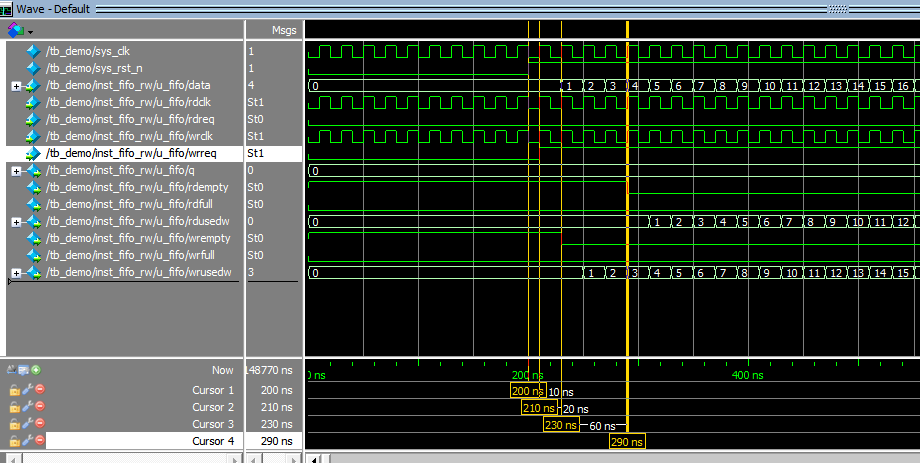 Wave - Default
Msgs
/tb_demo/sys_clk 1
/tb_demo/sys_rst_n 1
/tb_demo/inst_fifo_rw/u_fifo/data 4 0 1 2 3 4 5 6 7 8 9 10 11 12 13 14 15 16
/tb_demo/inst_fifo_rw/u_fifo/rdclk St1
/tb_demo/inst_fifo_rw/u_fifo/rdreq St0
/tb_demo/inst_fifo_rw/u_fifo/wrclk St1
/tb_demo/inst_fifo_rw/u_fifo/wrreq St1
/tb_demo/inst_fifo_rw/u_fifo/q 0 0
/tb_demo/inst_fifo_rw/u_fifo/rdempty St0
/tb_demo/inst_fifo_rw/u_fifo/rdfull St0
/tb_demo/inst_fifo_rw/u_fifo/rdusedw 0 0 1 2 3 4 5 6 7 8 9 10 11 12
/tb_demo/inst_fifo_rw/u_fifo/wrempty St0
/tb_demo/inst_fifo_rw/u_fifo/wrfull St0
/tb_demo/inst_fifo_rw/u_fifo/wrusedw 3 0 1 2 3 4 5 6 7 8 9 10 11 12 13 14 15
Now 148770 ns ns 200 ns 400 ns
Cursor 1 200 ns 200 ns 10 ns
Cursor 2 210 ns 210 ns 20 ns
Cursor 3 230 ns 230 ns 60 ns
Cursor 4 290 ns 290 ns